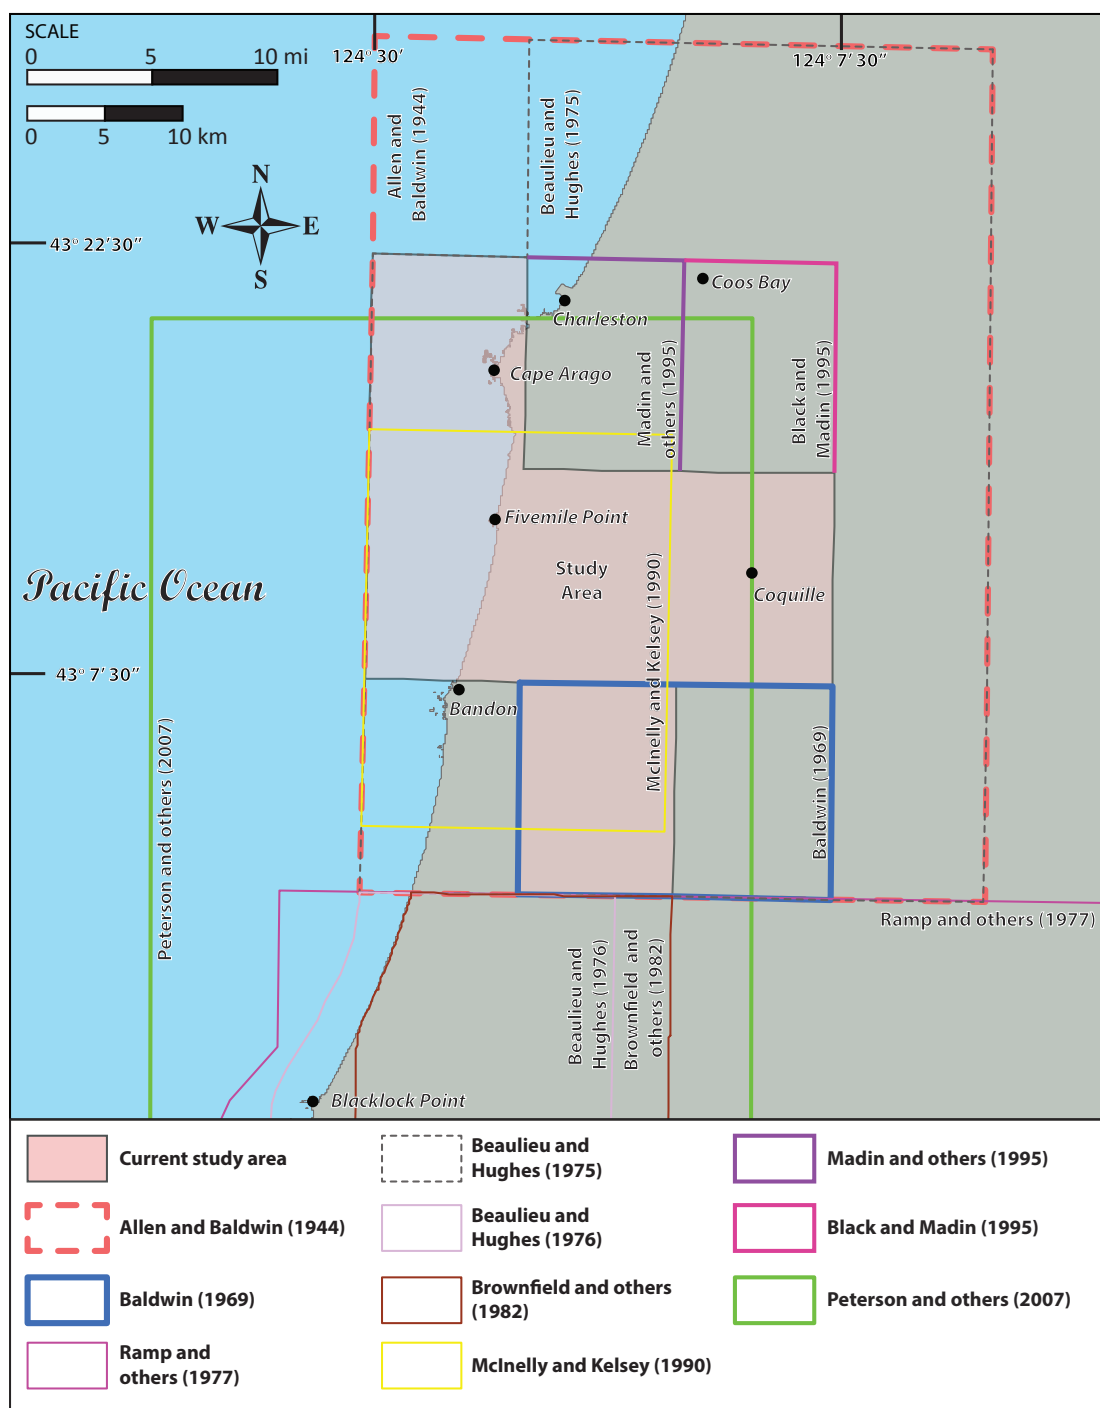 SCALE
0 5 10 mi
0 5 10 km
124° 30′
124° 7′ 30″
Allen and
Baldwin (1944)
Beaulieu and
Hughes (1975)
N
W E
S
43° 22′30″
Coos Bay
Charleston
Cape Arago
Madin and
others (1995)
Black and
Madin (1995)
Fivemile Point
Study
Area
Pacific Ocean
Coquille
McInelly and Kelsey (1990)
43° 7′ 30″
Bandon
Peterson and others (2007)
Baldwin (1969)
Ramp and others (1977)
Beaulieu and
Hughes (1976)
Brownfield and
others (1982)
Blacklock Point
Current study area
Allen and Baldwin (1944)
Baldwin (1969)
Ramp and
others (1977)
Beaulieu and
Hughes (1975)
Beaulieu and
Hughes (1976)
Brownfield and others
(1982)
McInelly and Kelsey (1990)
Madin and others (1995)
Black and Madin (1995)
Peterson and others (2007)